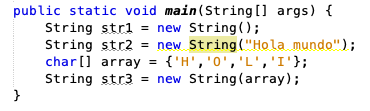 public static void main(String[] args) {
    String str1 = new String();
    String str2 = new String("Hola mundo");
    char[] array = {'H','O','L','I'};
    String str3 = new String(array);
}